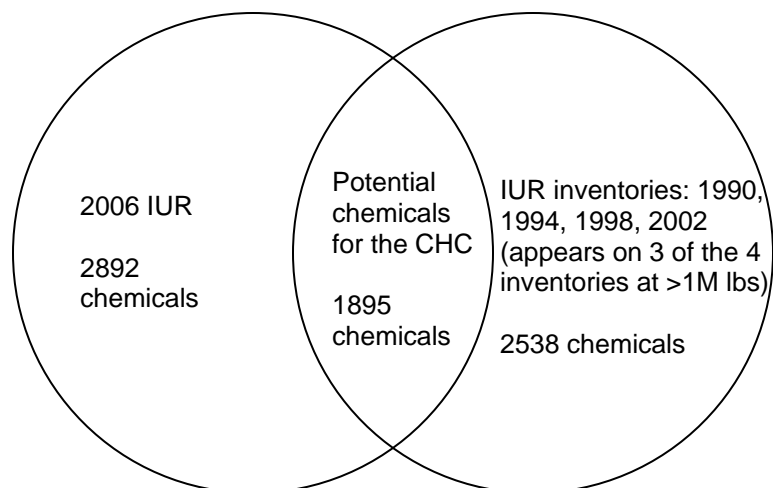 2006 IUR
2892
chemicals
Potential
chemicals
for the CHC
1895
chemicals
IUR inventories: 1990,
1994, 1998, 2002
(appears on 3 of the 4
inventories at >1M lbs)
2538 chemicals